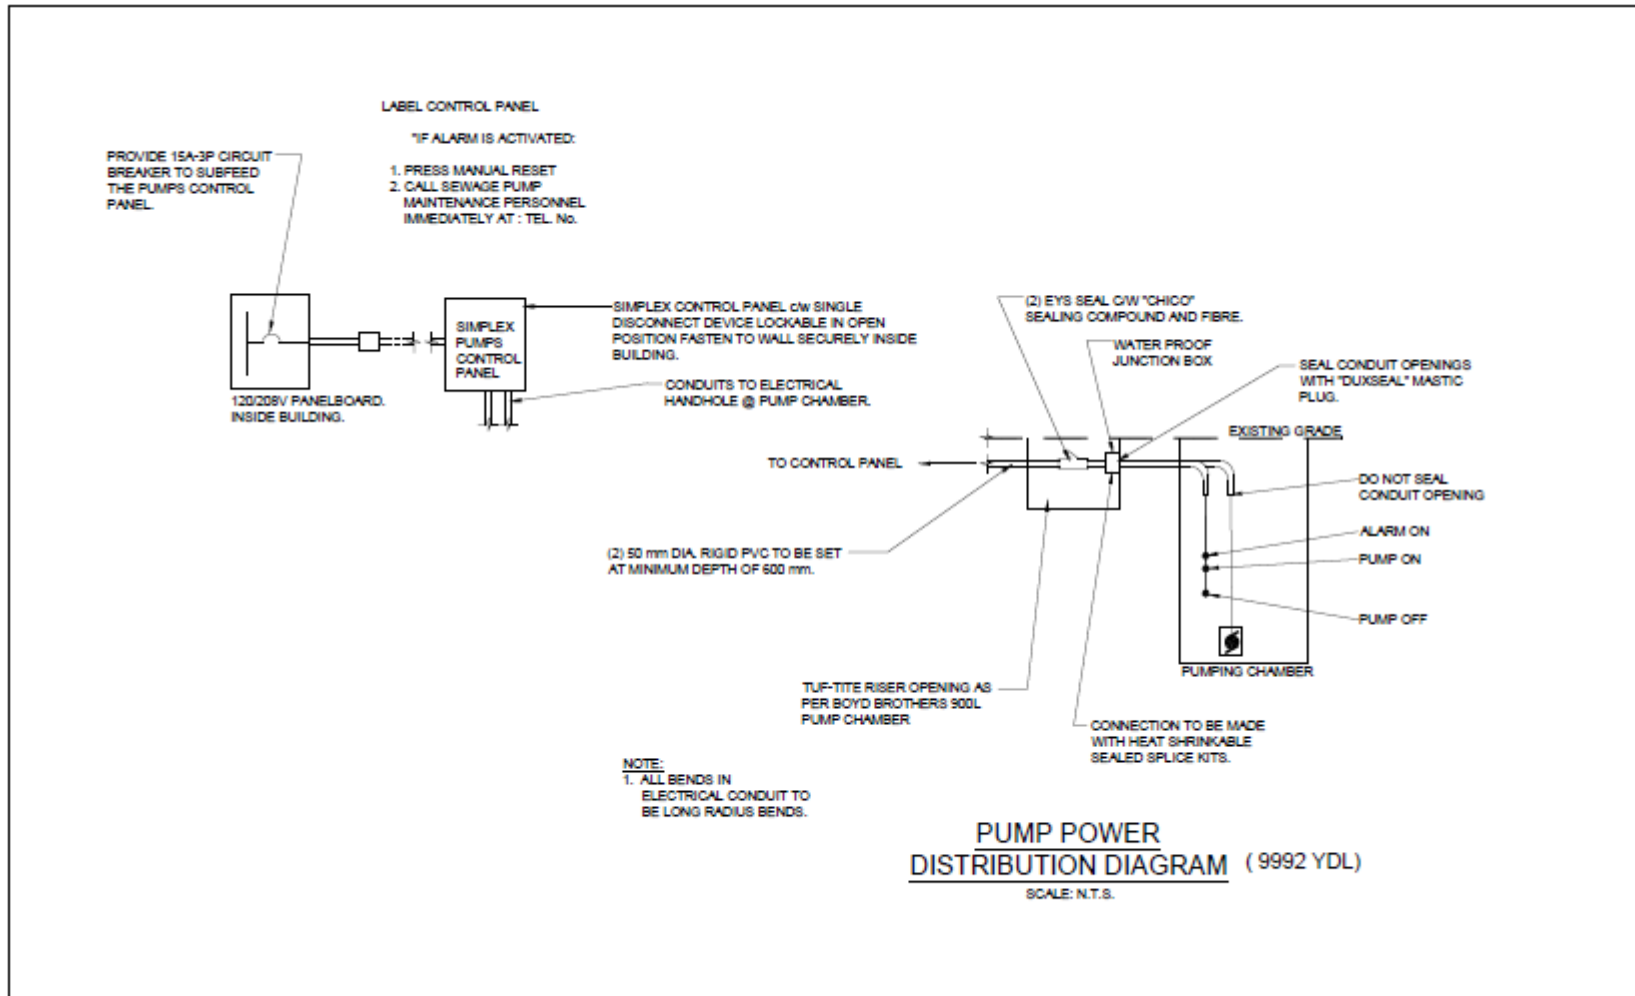 LABEL CONTROL PANEL
"IF ALARM IS ACTIVATED:
1. PRESS MANUAL RESET
2. CALL SEWAGE PUMP
MAINTENANCE PERSONNEL
IMMEDIATELY AT : TEL. No.
PROVIDE 15A-3P CIRCUIT
BREAKER TO SUBFEED
THE PUMPS CONTROL
PANEL.
120/208V PANELBOARD.
INSIDE BUILDING.
SIMPLEX
PUMPS
CONTROL
PANEL
SIMPLEX CONTROL PANEL c/w SINGLE
DISCONNECT DEVICE LOCKABLE IN OPEN
POSITION FASTEN TO WALL SECURELY INSIDE
BUILDING.
CONDUITS TO ELECTRICAL
HANDHOLE @ PUMP CHAMBER.
(2) EYS SEAL C/W "CHICO"
SEALING COMPOUND AND FIBRE.
WATER PROOF
JUNCTION BOX
SEAL CONDUIT OPENINGS
WITH "DUXSEAL" MASTIC
PLUG.
EXISTING GRADE
TO CONTROL PANEL
DO NOT SEAL
CONDUIT OPENING
ALARM ON
PUMP ON
PUMP OFF
(2) 50 mm DIA. RIGID PVC TO BE SET
AT MINIMUM DEPTH OF 600 mm.
PUMPING CHAMBER
TUF-TITE RISER OPENING AS
PER BOYD BROTHERS 900L
PUMP CHAMBER
CONNECTION TO BE MADE
WITH HEAT SHRINKABLE
SEALED SPLICE KITS.
NOTE:
1. ALL BENDS IN
ELECTRICAL CONDUIT TO
BE LONG RADIUS BENDS.
PUMP POWER
DISTRIBUTION DIAGRAM ( 9992 YDL)
SCALE: N.T.S.